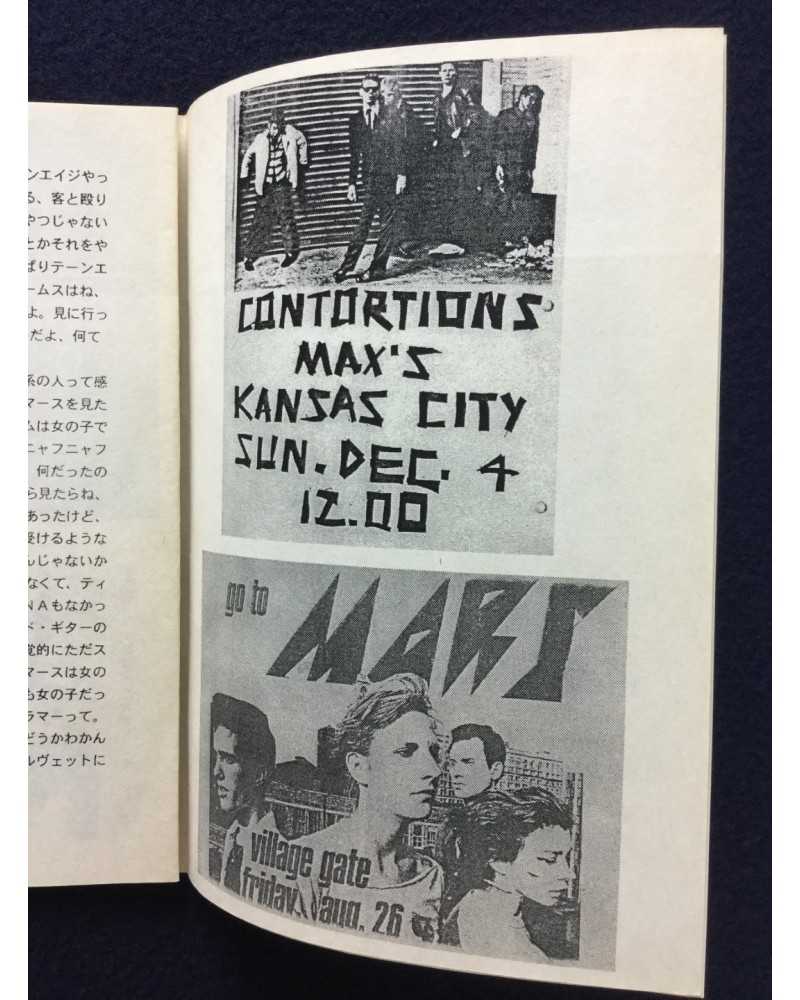 ンエイジやっ
る、客と殴り
やつじゃない
とかそれをや
ぱりテーンエ
ームスはね、
よ。見に行っ
だよ、何て
系の人って感
マースを見た
ムは女の子で
ニャフニャフ
何だったの
ら見たらね、
あったけど、
受けるような
んじゃないか
なくて、ティ
NAもなかっ
ド・ギターの
覚的にただス
マースは女の
も女の子だっ
ラマーって。
どうかわかん
ルヴェットに
CONTORTIONS
MAX'S
KANSAS CITY
SUN. DEC. 4
12.00
go to MARS
village gate
friday. aug. 26